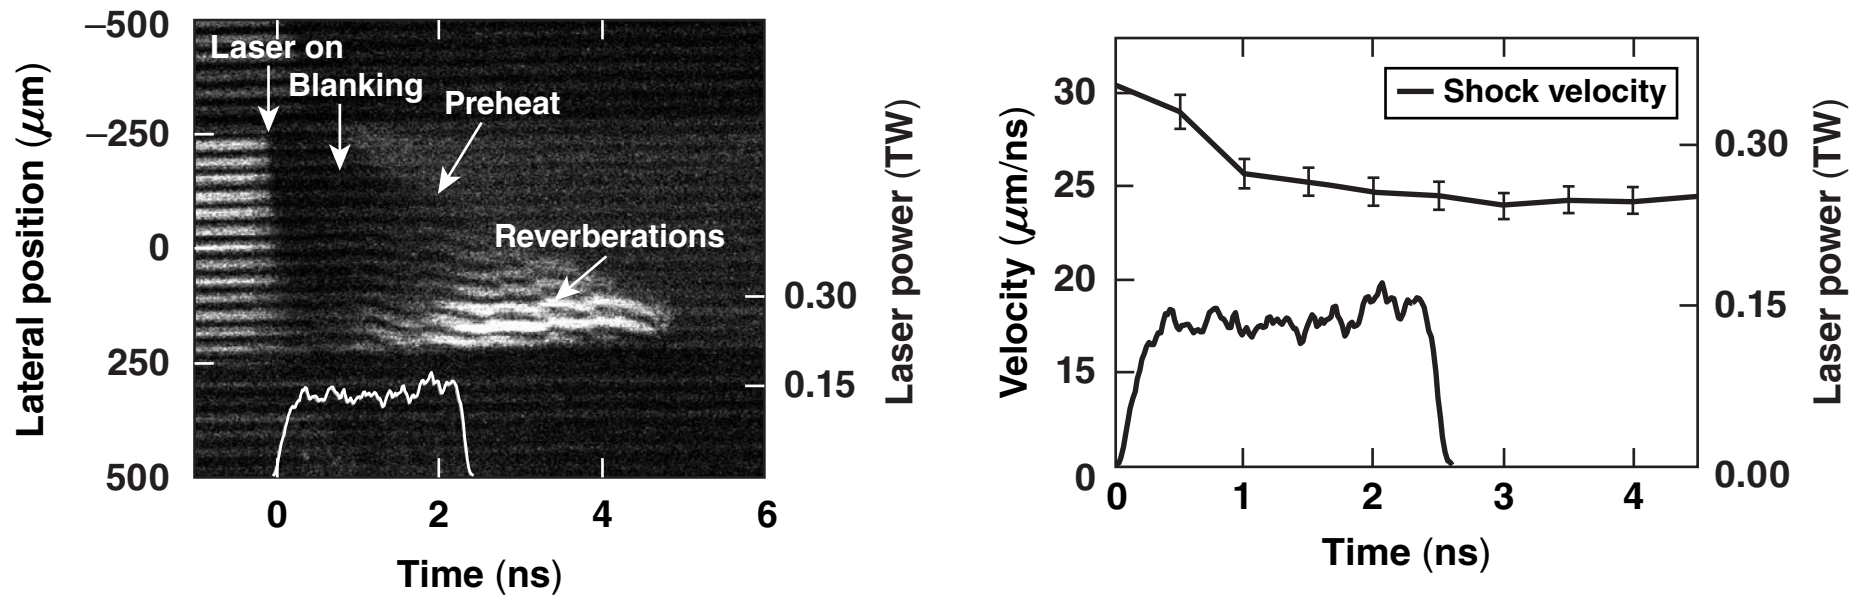 Lateral position (μm)
–500
–250
0
250
500
Laser on
Blanking
Preheat
Reverberations
0.30
0.15
Laser power (TW)
0
2
4
6
Time (ns)
Velocity (μm/ns)
30
25
20
15
0
Shock velocity
0.30
0.15
0.00
Laser power (TW)
0
1
2
3
4
Time (ns)